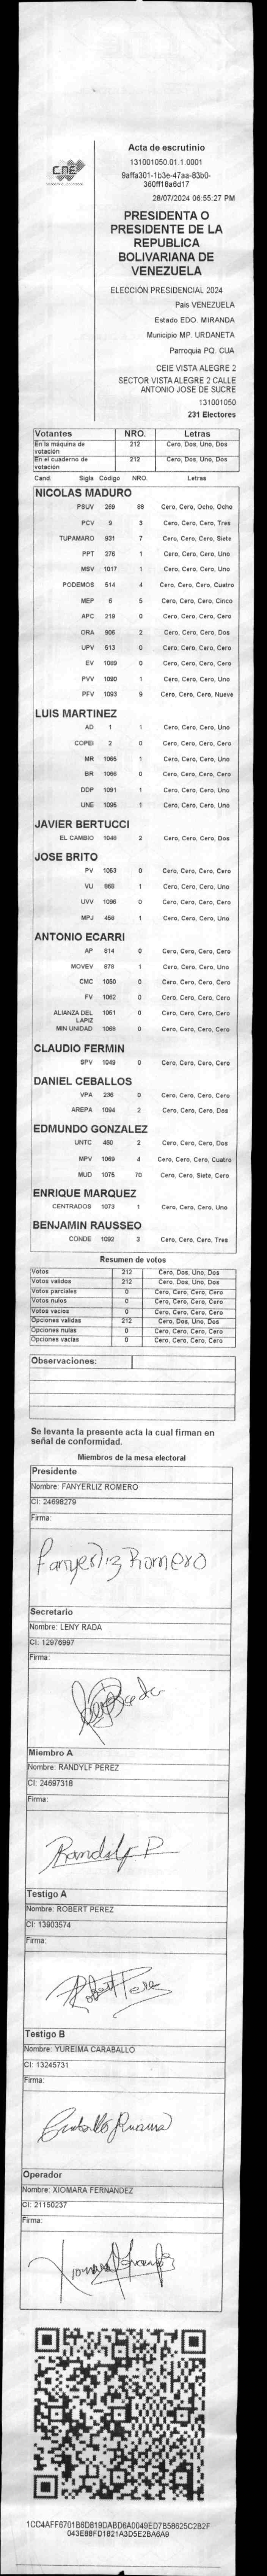 CNE
Acta de escrutinio
131001050.01.1.0001
9affa301-1b3e-47aa-83b0-
360ff18a6d17
28/07/2024 06:55:27 PM
PRESIDENTA O
PRESIDENTE DE LA
REPUBLICA
BOLIVARIANA DE
VENEZUELA
ELECCIÓN PRESIDENCIAL 2024
País VENEZUELA
Estado EDO. MIRANDA
Municipio MP. URDANETA
Parroquia PQ. CUA
CEIE VISTA ALEGRE 2
SECTOR VISTA ALEGRE 2 CALLE
ANTONIO JOSE DE SUCRE
131001050
231 Electores
Votantes NRO. Letras
En la máquina de votación 212 Cero, Dos, Uno, Dos
En el cuaderno de votación 212 Cero, Dos, Uno, Dos
Cand. Sigla Código NRO. Letras
NICOLAS MADURO
PSUV 269 88 Cero, Cero, Ocho, Ocho
PCV 9 3 Cero, Cero, Cero, Tres
TUPAMARO 931 7 Cero, Cero, Cero, Siete
PPT 276 1 Cero, Cero, Cero, Uno
MSV 1017 1 Cero, Cero, Cero, Uno
PODEMOS 514 4 Cero, Cero, Cero, Cuatro
MEP 6 5 Cero, Cero, Cero, Cinco
APC 219 0 Cero, Cero, Cero, Cero
ORA 906 2 Cero, Cero, Cero, Dos
UPV 513 0 Cero, Cero, Cero, Cero
EV 1089 0 Cero, Cero, Cero, Cero
PVV 1090 1 Cero, Cero, Cero, Uno
PFV 1093 9 Cero, Cero, Cero, Nueve
LUIS MARTINEZ
AD 1 1 Cero, Cero, Cero, Uno
COPEI 2 0 Cero, Cero, Cero, Cero
MR 1065 1 Cero, Cero, Cero, Uno
BR 1066 0 Cero, Cero, Cero, Cero
DDP 1091 1 Cero, Cero, Cero, Uno
UNE 1095 1 Cero, Cero, Cero, Uno
JAVIER BERTUCCI
EL CAMBIO 1046 2 Cero, Cero, Cero, Dos
JOSE BRITO
PV 1053 0 Cero, Cero, Cero, Cero
VU 868 1 Cero, Cero, Cero, Uno
UVV 1096 0 Cero, Cero, Cero, Cero
MPJ 458 1 Cero, Cero, Cero, Uno
ANTONIO ECARRI
AP 614 0 Cero, Cero, Cero, Cero
MOVEV 678 1 Cero, Cero, Cero, Uno
CMC 1050 0 Cero, Cero, Cero, Cero
FV 1062 0 Cero, Cero, Cero, Cero
ALIANZA DEL LAPIZ 1051 0 Cero, Cero, Cero, Cero
MIN UNIDAD 1068 0 Cero, Cero, Cero, Cero
CLAUDIO FERMIN
SPV 1049 0 Cero, Cero, Cero, Cero
DANIEL CEBALLOS
VPA 236 0 Cero, Cero, Cero, Cero
AREPA 1094 2 Cero, Cero, Cero, Dos
EDMUNDO GONZALEZ
UNTC 460 2 Cero, Cero, Cero, Dos
MPV 1069 4 Cero, Cero, Cero, Cuatro
MUD 1075 70 Cero, Cero, Siete, Cero
ENRIQUE MARQUEZ
CENTRADOS 1073 1 Cero, Cero, Cero, Uno
BENJAMIN RAUSSEO
CONDE 1092 3 Cero, Cero, Cero, Tres
Resumen de votos
Votos 212 Cero, Dos, Uno, Dos
Votos validos 212 Cero, Dos, Uno, Dos
Votos parciales 0 Cero, Cero, Cero, Cero
Votos nulos 0 Cero, Cero, Cero, Cero
Votos vacios 0 Cero, Cero, Cero, Cero
Opciones validas 212 Cero, Dos, Uno, Dos
Opciones nulas 0 Cero, Cero, Cero, Cero
Opciones vacias 0 Cero, Cero, Cero, Cero
Observaciones:
Se levanta la presente acta la cual firman en
señal de conformidad.
Miembros de la mesa electoral
Presidente
Nombre: FANYERLIZ ROMERO
CI: 24698279
Firma:
Fanyerliz Romero
Secretario
Nombre: LENY RADA
CI: 12976997
Firma:
Miembro A
Nombre: RANDYLF PEREZ
CI: 24697318
Firma:
Randylf P
Testigo A
Nombre: ROBERT PEREZ
CI: 13903574
Firma:
Robert Pere
Testigo B
Nombre: YUREIMA CARABALLO
CI: 13245731
Firma:
Operador
Nombre: XIOMARA FERNANDEZ
CI: 21150237
Firma:
1CC4AFF6701B6D819DABD6A0049ED7B58625C2B2F
043E88FD1821A3D5E2BA6A9